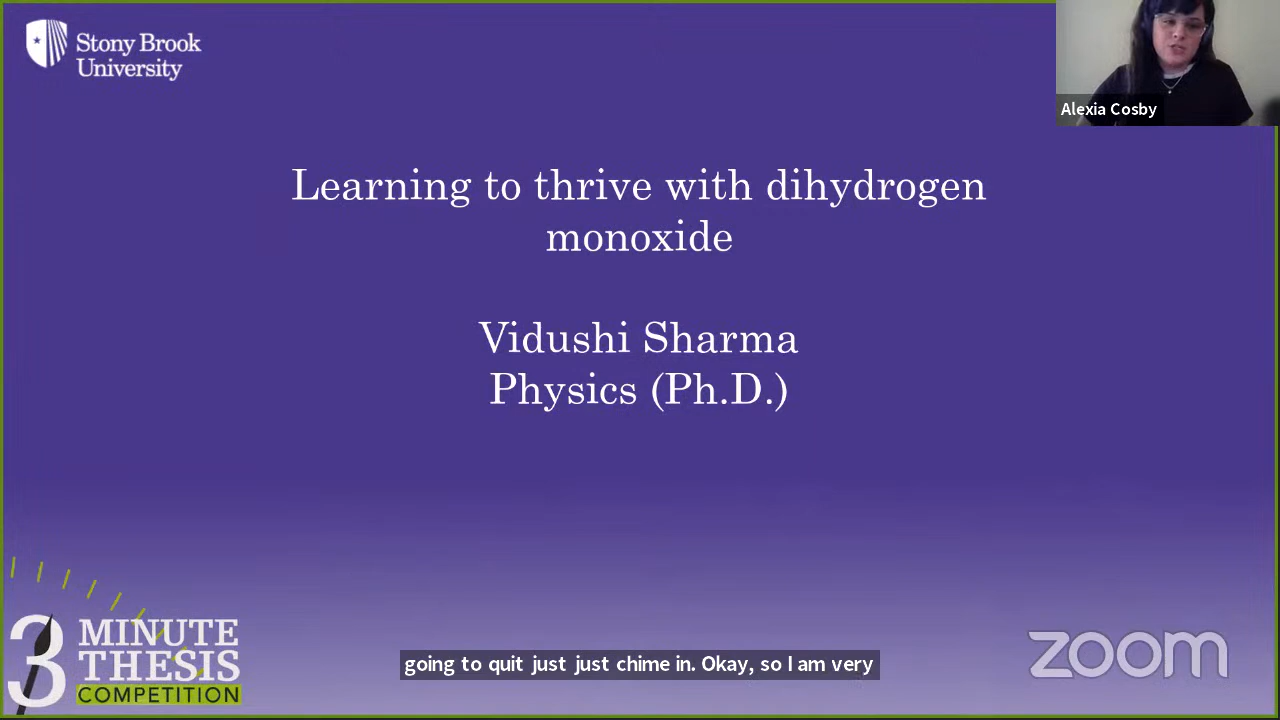 Stony Brook
University
Alexia Cosby
Learning to thrive with dihydrogen
monoxide
Vidushi Sharma
Physics (Ph.D.)
3 MINUTE
THESIS
COMPETITION
going to quit just just chime in. Okay, so I am very
zoom